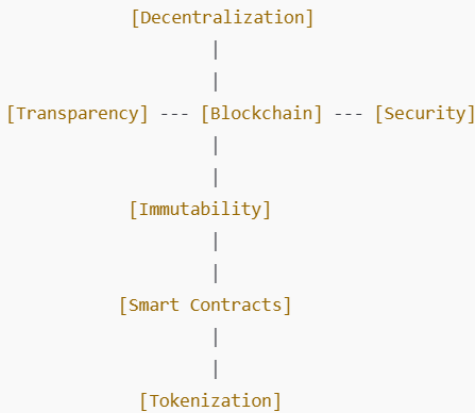 [Decentralization]
|
|
[Transparency] --- [Blockchain] --- [Security]
|
|
[Immutability]
|
|
[Smart Contracts]
|
|
[Tokenization]